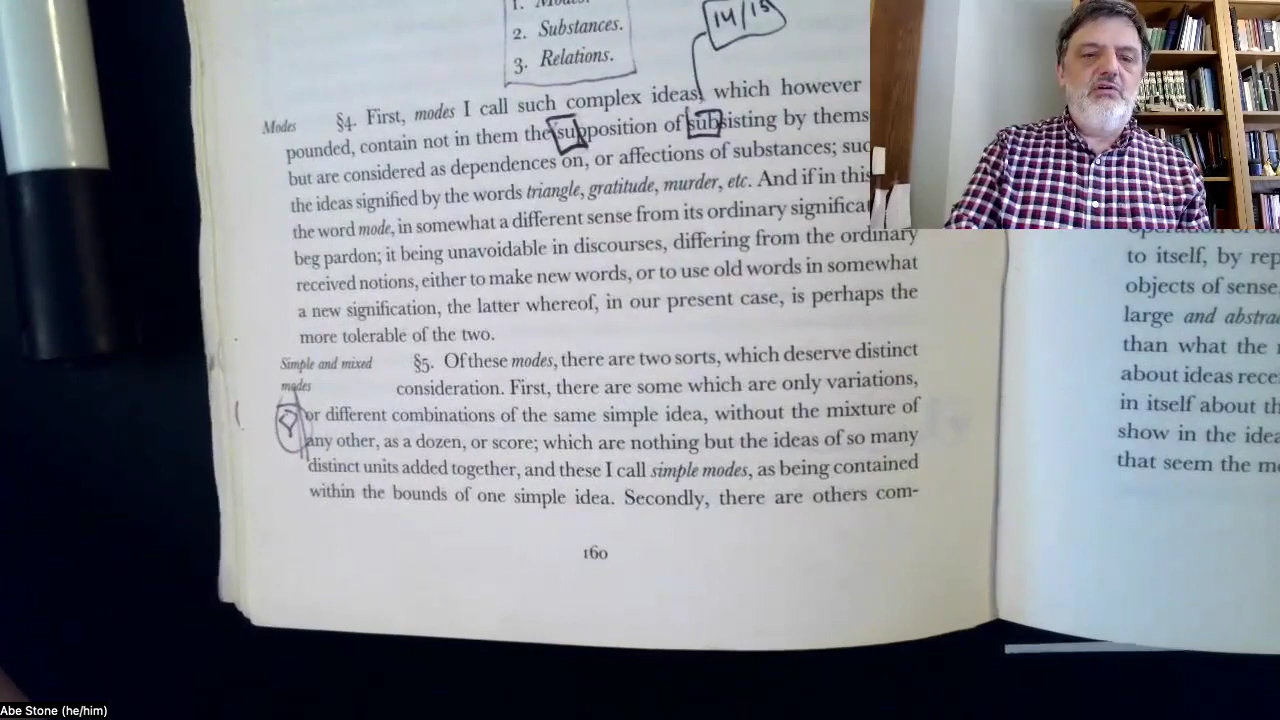 1. Modes.
2. Substances.
3. Relations.
14/15
Modes §4. First, modes I call such complex ideas, which however
pounded, contain not in them the supposition of subsisting by thems
but are considered as dependences on, or affections of substances; suc
the ideas signified by the words triangle, gratitude, murder, etc. And if in this
the word mode, in somewhat a different sense from its ordinary significat
beg pardon; it being unavoidable in discourses, differing from the ordinary
received notions, either to make new words, or to use old words in somewhat
a new signification, the latter whereof, in our present case, is perhaps the
more tolerable of the two.
Simple and mixed §5. Of these modes, there are two sorts, which deserve distinct
modes consideration. First, there are some which are only variations,
or different combinations of the same simple idea, without the mixture of
any other, as a dozen, or score; which are nothing but the ideas of so many
distinct units added together, and these I call simple modes, as being contained
within the bounds of one simple idea. Secondly, there are others com-
160
to itself, by rep
objects of sense
large and abstra
than what the
about ideas rece
in itself about th
show in the idea
that seem the m
Abe Stone (he/him)